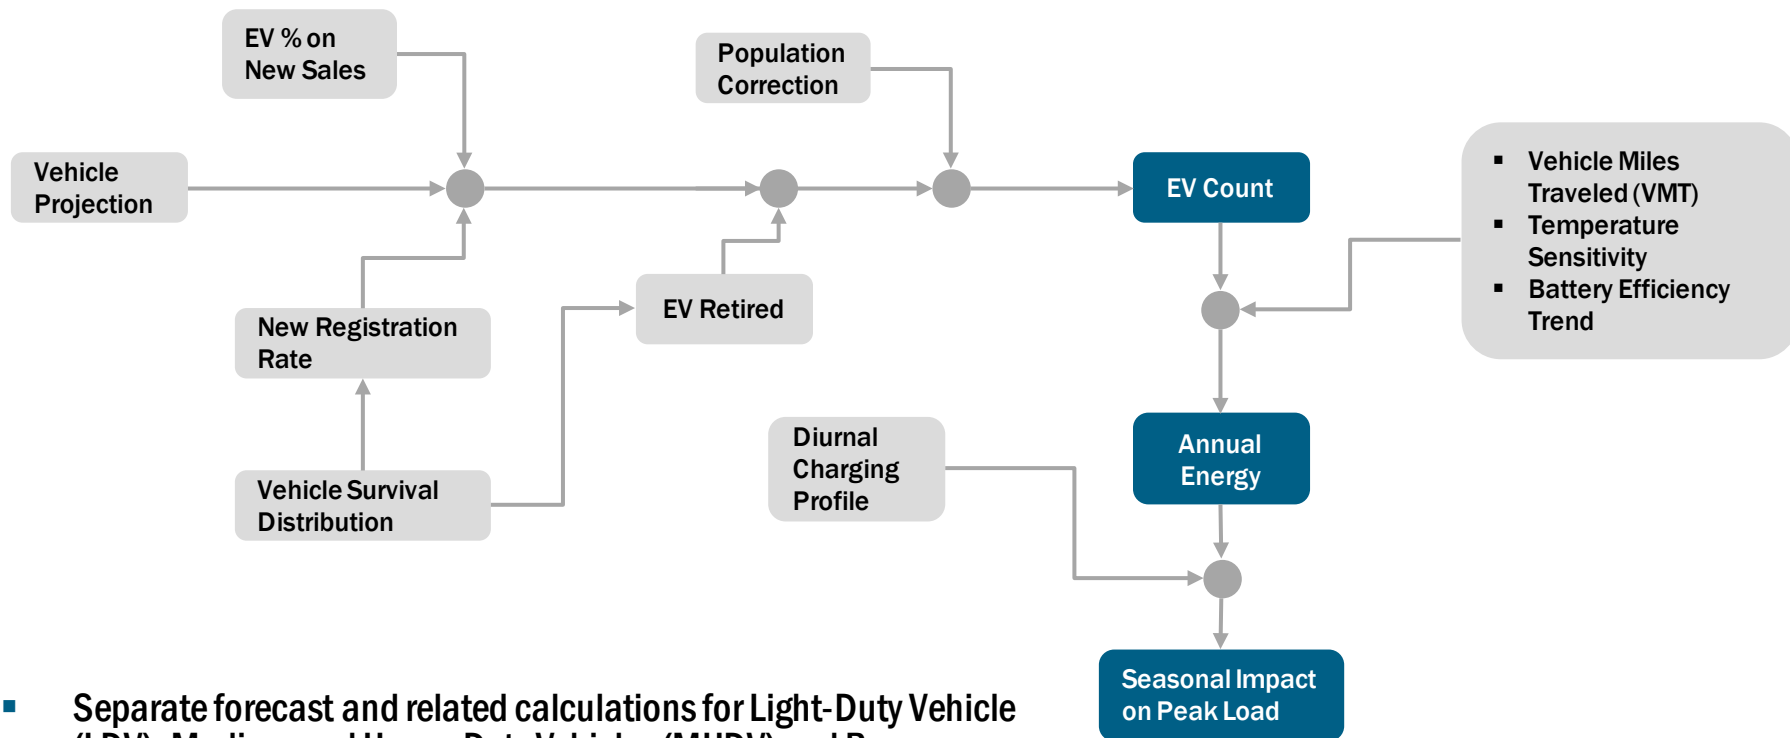 EV % on
New Sales
Population
Correction
Vehicle
Projection
EV Count
▪ Vehicle Miles
Traveled (VMT)
▪ Temperature
Sensitivity
▪ Battery Efficiency
Trend
New Registration
Rate
EV Retired
Vehicle Survival
Distribution
Diurnal
Charging
Profile
Annual
Energy
Seasonal Impact
on Peak Load
▪ Separate forecast and related calculations for Light-Duty Vehicle